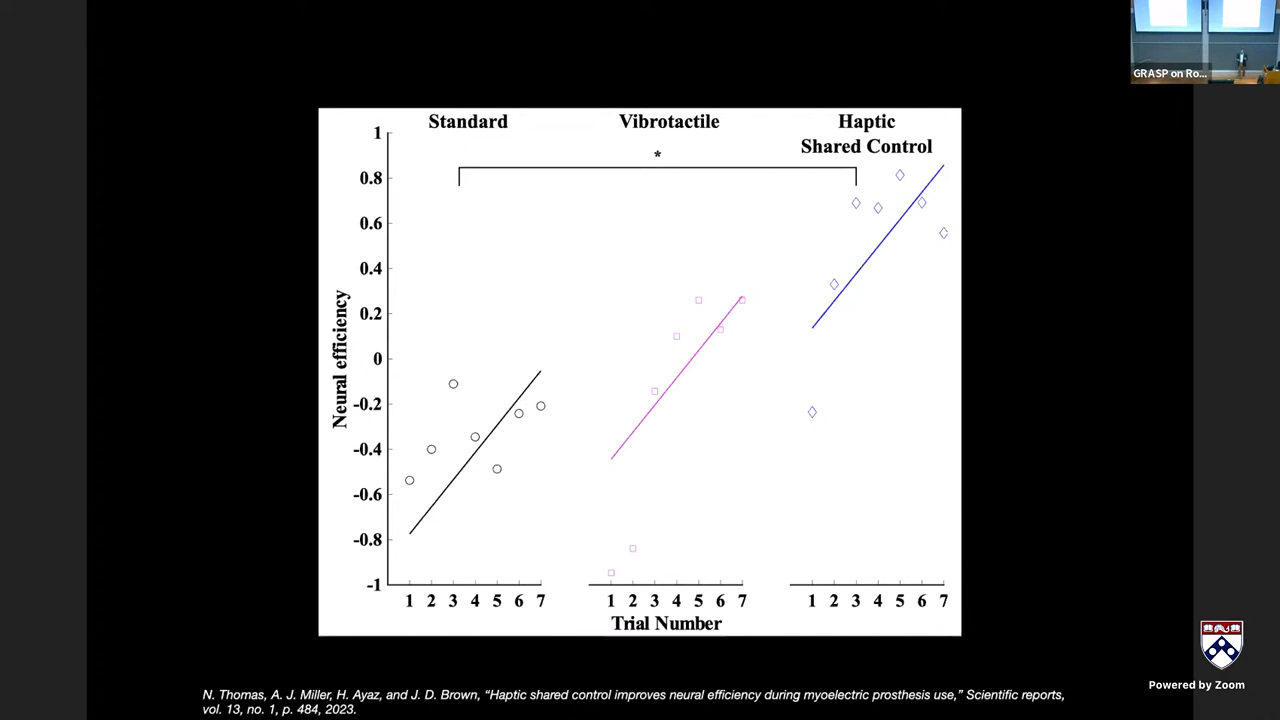 GRASP on Ro...
Standard
Vibrotactile
Haptic
Shared Control
*
1
0.8
0.6
0.4
0.2
0
-0.2
-0.4
-0.6
-0.8
-1
Neural efficiency
1 2 3 4 5 6 7
1 2 3 4 5 6 7
1 2 3 4 5 6 7
Trial Number
N. Thomas, A. J. Miller, H. Ayaz, and J. D. Brown, “Haptic shared control improves neural efficiency during myoelectric prosthesis use,” Scientific reports,
vol. 13, no. 1, p. 484, 2023.
Powered by Zoom